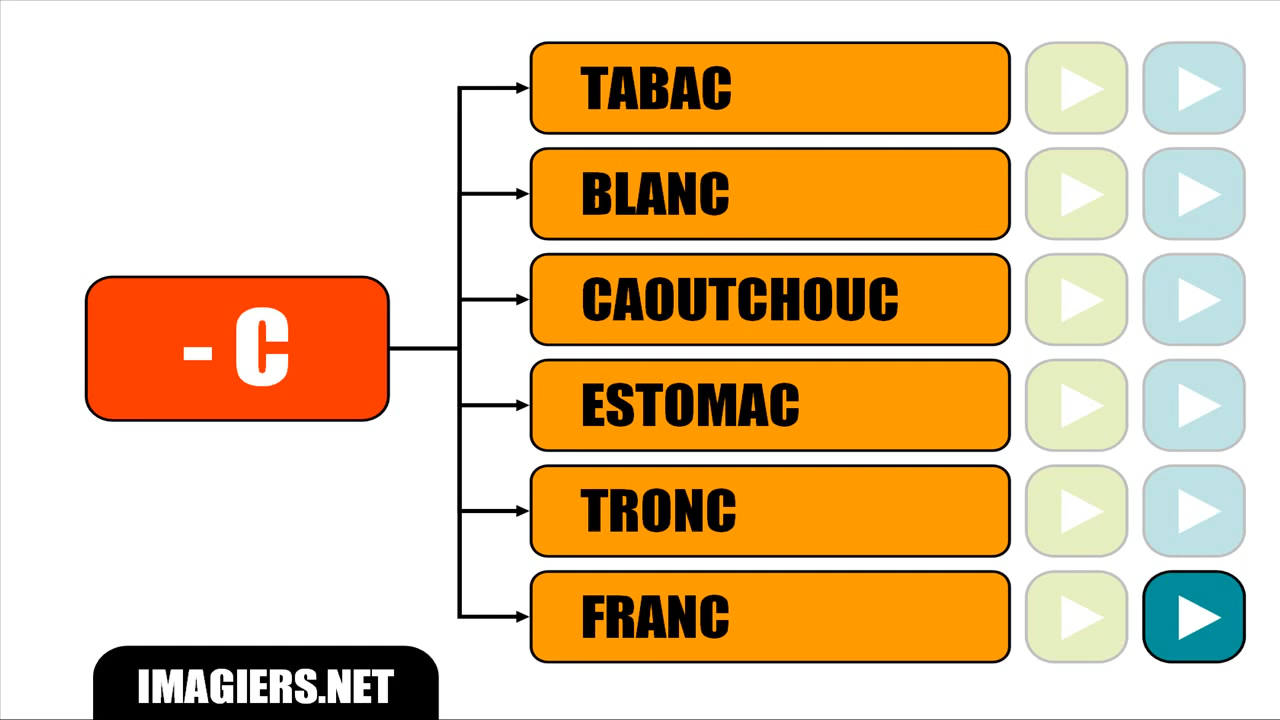 TABAC
BLANC
CAOUTCHOUC
- C
ESTOMAC
TRONC
FRANC
IMAGIERS.NET